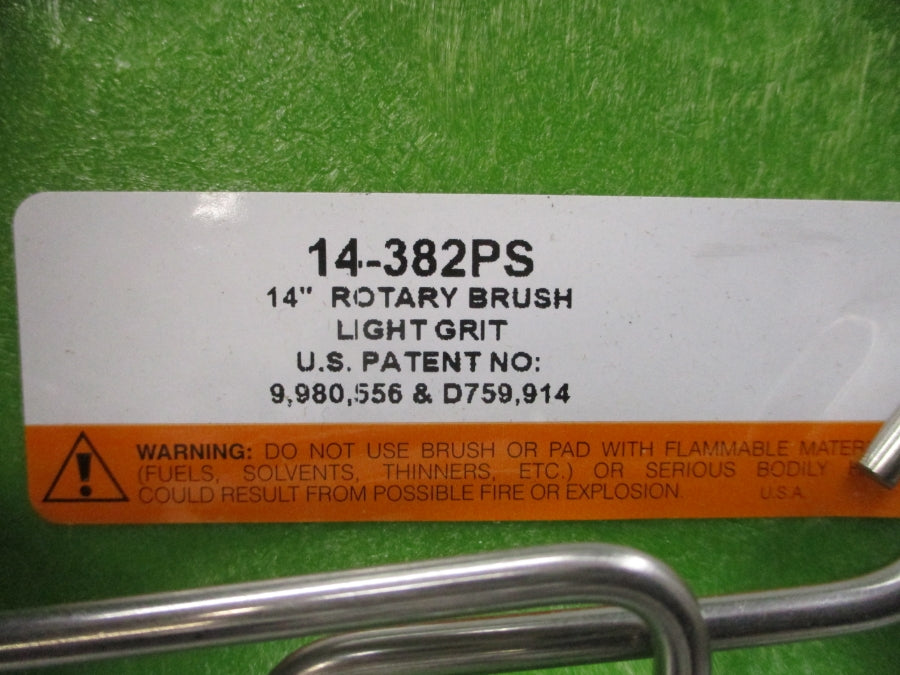 14-382PS
14" ROTARY BRUSH
LIGHT GRIT
U.S. PATENT NO:
9,980,556 & D759,914
WARNING: DO NOT USE BRUSH OR PAD WITH FLAMMABLE MATER
(FUELS, SOLVENTS, THINNERS, ETC.) OR SERIOUS BODILY
COULD RESULT FROM POSSIBLE FIRE OR EXPLOSION. U.S.A.